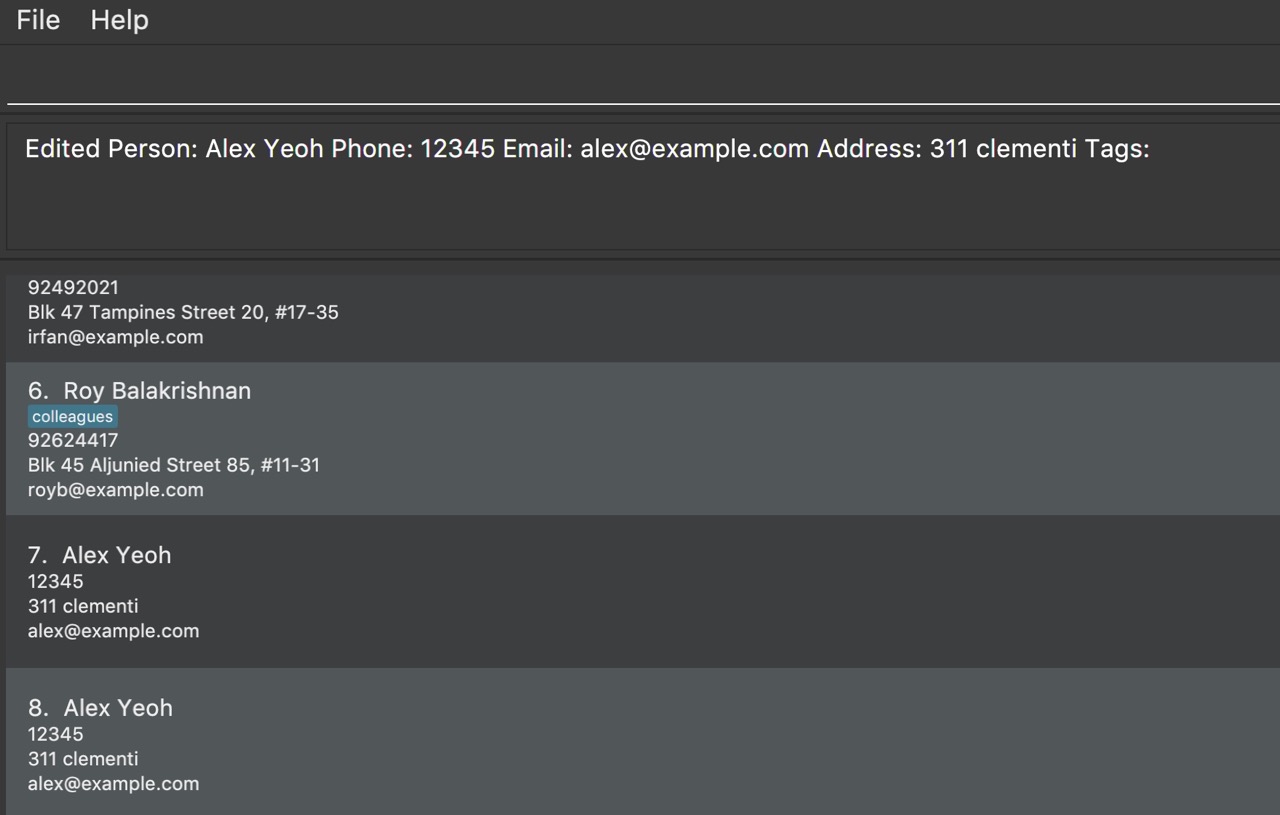 File Help
Edited Person: Alex Yeoh Phone: 12345 Email: alex@example.com Address: 311 clementi Tags:
92492021
Blk 47 Tampines Street 20, #17-35
irfan@example.com
6. Roy Balakrishnan
colleagues
92624417
Blk 45 Aljunied Street 85, #11-31
royb@example.com
7. Alex Yeoh
12345
311 clementi
alex@example.com
8. Alex Yeoh
12345
311 clementi
alex@example.com